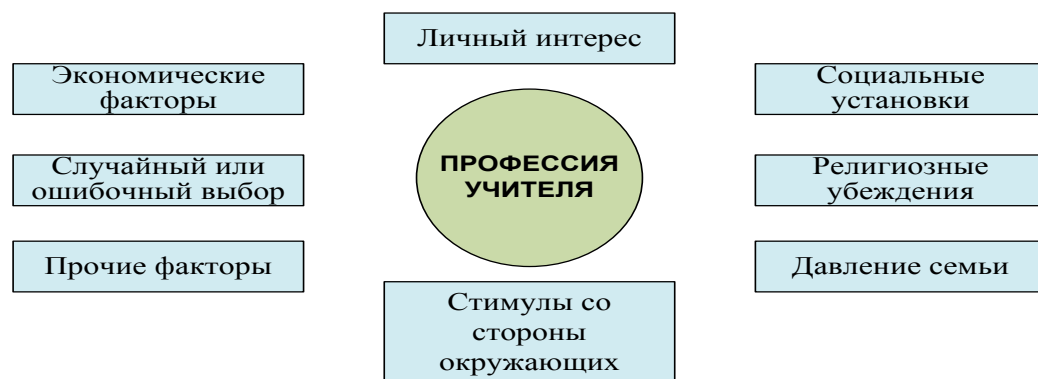 Личный интерес
Экономические
факторы
Социальные
установки
ПРОФЕССИЯ
УЧИТЕЛЯ
Случайный или
ошибочный выбор
Религиозные
убеждения
Прочие факторы
Давление семьи
Стимулы со
стороны
окружающих